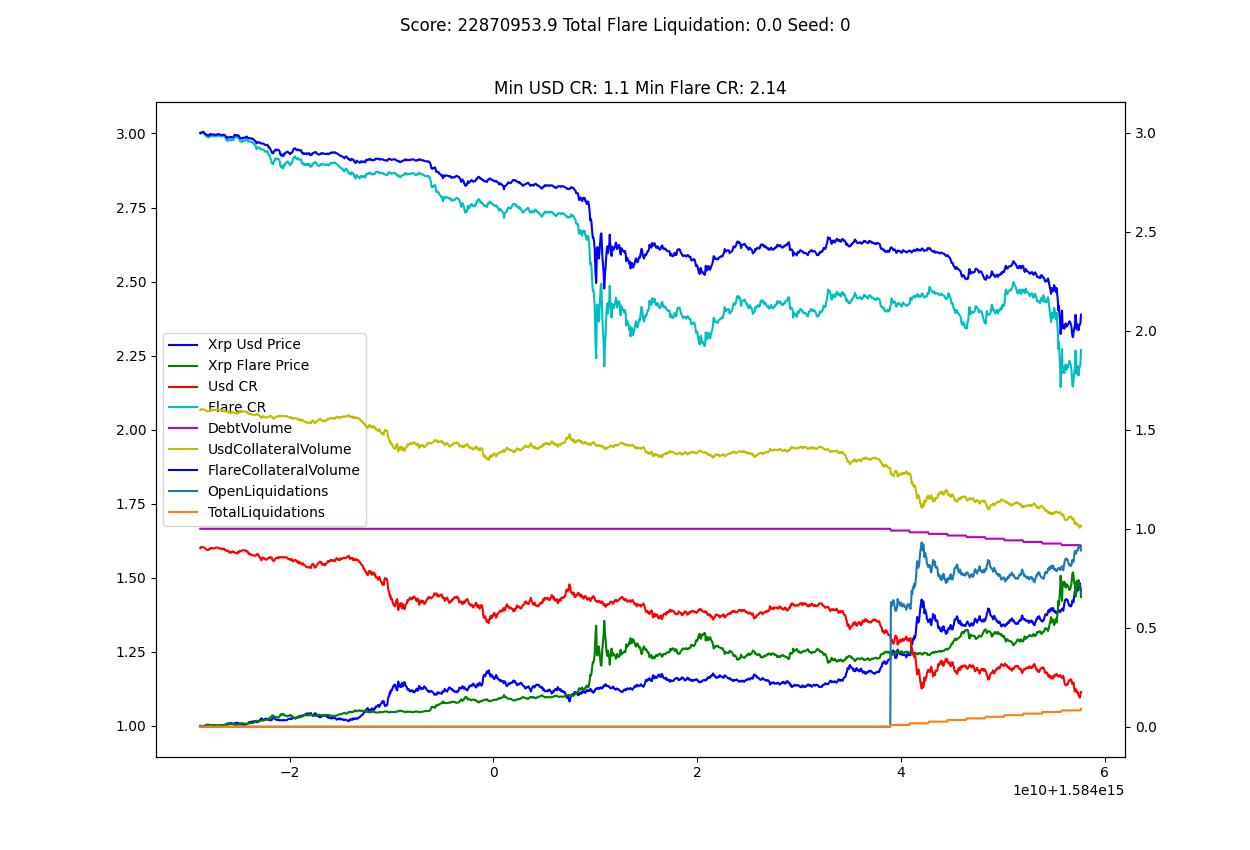 Score: 22870953.9 Total Flare Liquidation: 0.0 Seed: 0
Min USD CR: 1.1 Min Flare CR: 2.14
3.00
2.75
2.50
2.25
2.00
1.75
1.50
1.25
1.00
Xrp Usd Price
Xrp Flare Price
Usd CR
Flare CR
DebtVolume
UsdCollateralVolume
FlareCollateralVolume
OpenLiquidations
TotalLiquidations
3.0
2.5
2.0
1.5
1.0
0.5
0.0
−2 0 2 4 6
1e10+1.584e15